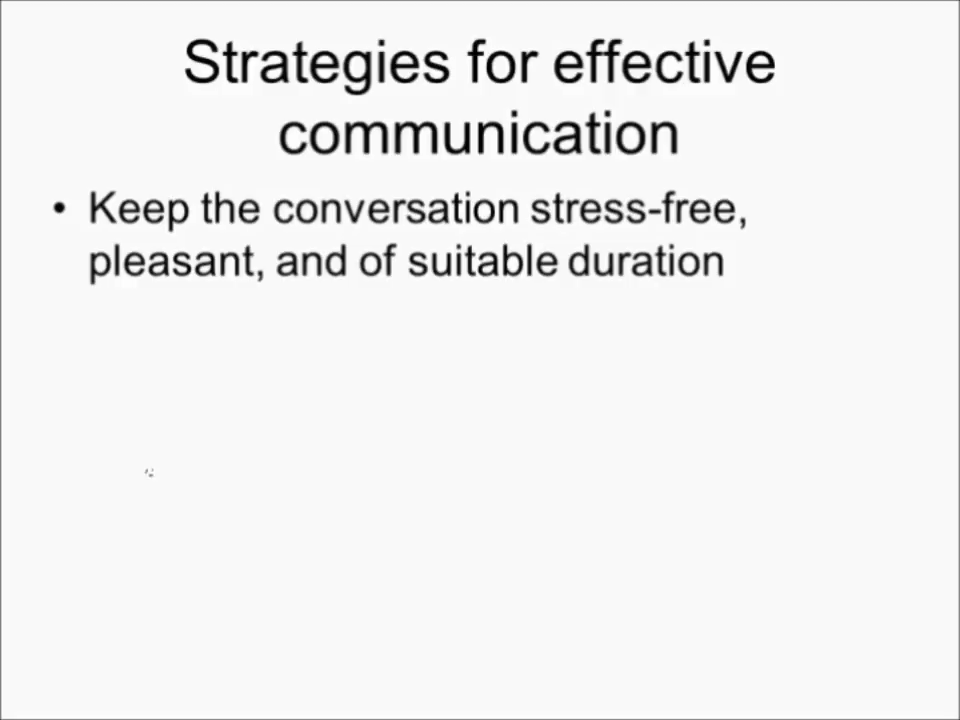 Strategies for effective
communication
• Keep the conversation stress-free,
pleasant, and of suitable duration